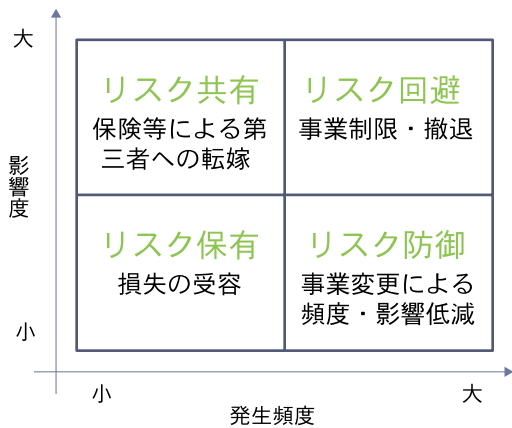 大
リスク共有
保険等による第
三者への転嫁
リスク回避
事業制限・撤退
影響度
リスク保有
損失の受容
リスク防御
事業変更による
頻度・影響低減
小
小
大
発生頻度